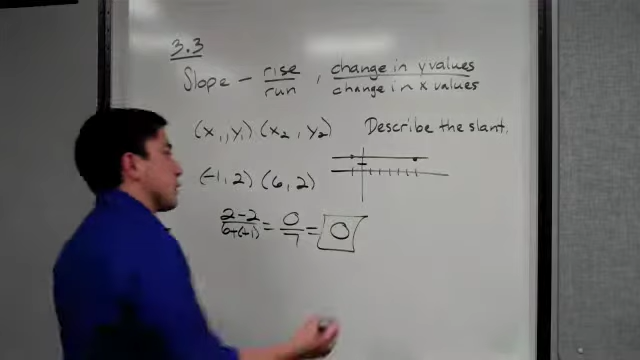 3.3
Slope - rise/run, change in y values/change in x values
(x1, y1) (x2, y2) Describe the slant.
(-1, 2) (6, 2)
2-2/6+(+1) = 0/7 = 0